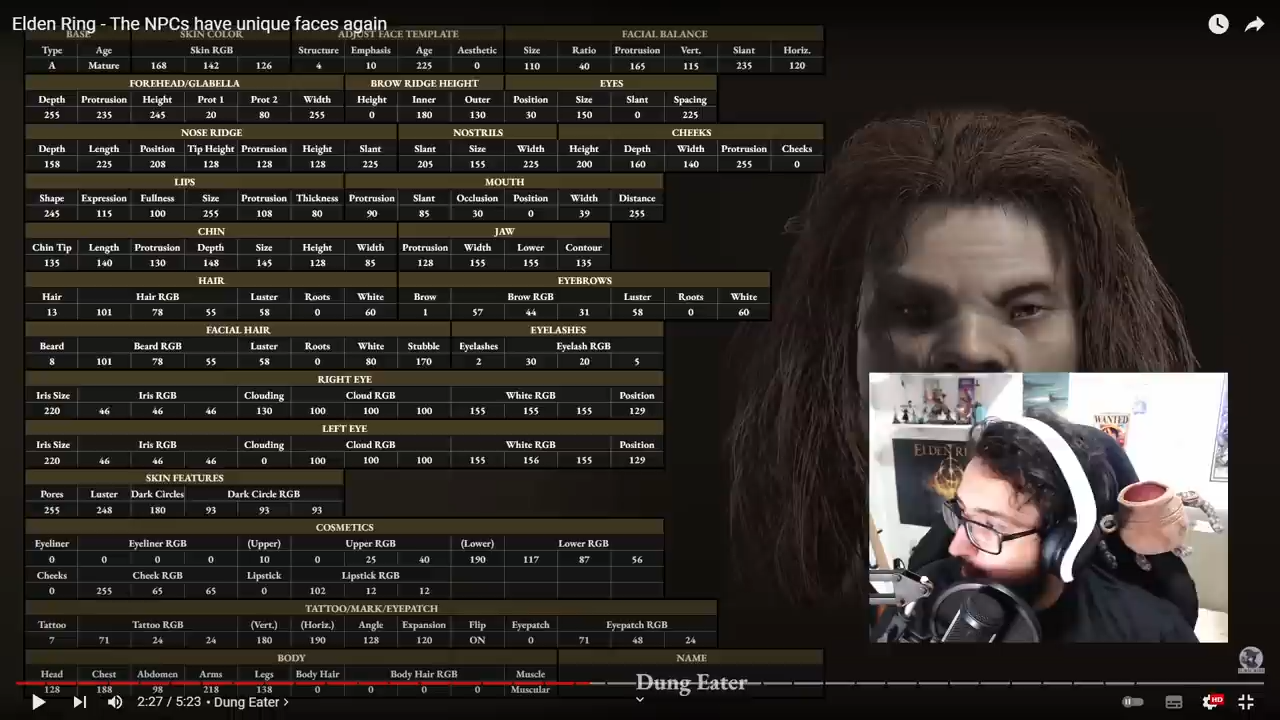 Elden Ring - The NPCs have unique faces again
BASE SKIN COLOR ADJUST FACE TEMPLATE FACIAL BALANCE
Type Age Skin RGB Structure Emphasis Age Aesthetic Size Ratio Protrusion Vert. Slant Horiz.
A Mature 168 142 126 4 10 225 0 110 40 165 115 235 120
FOREHEAD/GLABELLA BROW RIDGE HEIGHT EYES
Depth Protrusion Height Prot 1 Prot 2 Width Height Inner Outer Position Size Slant Spacing
255 235 245 20 80 255 0 180 130 30 150 0 225
NOSE RIDGE NOSTRILS CHEEKS
Depth Length Position Tip Height Protrusion Height Slant Slant Size Width Height Depth Width Protrusion Cheeks
158 225 208 128 128 128 225 205 155 225 200 160 140 255 0
LIPS MOUTH
Shape Expression Fullness Size Protrusion Thickness Protrusion Slant Occlusion Position Width Distance
245 115 100 255 108 80 90 85 30 0 39 255
CHIN JAW
Chin Tip Length Protrusion Depth Size Height Width Protrusion Width Lower Contour
135 140 130 148 145 128 85 128 155 155 135
HAIR EYEBROWS
Hair Hair RGB Luster Roots White Brow Brow RGB Luster Roots White
13 101 78 55 58 0 60 1 57 44 31 58 0 60
FACIAL HAIR EYELASHES
Beard Beard RGB Luster Roots White Stubble Eyelashes Eyelash RGB
8 101 78 55 58 0 80 170 2 30 20 5
RIGHT EYE
Iris Size Iris RGB Clouding Cloud RGB White RGB Position
220 46 46 46 130 100 100 100 155 155 155 129
LEFT EYE
Iris Size Iris RGB Clouding Cloud RGB White RGB Position
220 46 46 46 0 100 100 100 155 156 155 129
SKIN FEATURES
Pores Luster Dark Circles Dark Circle RGB
255 248 180 93 93 93
COSMETICS
Eyeliner Eyeliner RGB (Upper) Upper RGB (Lower) Lower RGB
0 0 0 0 10 0 25 40 190 117 87 56
Cheeks Cheek RGB Lipstick Lipstick RGB
0 255 65 65 0 102 12 12
TATTOO/MARK/EYEPATCH
Tattoo Tattoo RGB (Vert.) (Horiz.) Angle Expansion Flip Eyepatch Eyepatch RGB
7 71 24 24 180 190 128 120 ON 0 71 48 24
BODY NAME
Head Chest Abdomen Arms Legs Body Hair Body Hair RGB Muscle
128 188 98 218 138 0 0 0 0 Muscular
Dung Eater
2:27 / 5:23 • Dung Eater
HD
WANTED
ELDEN RI